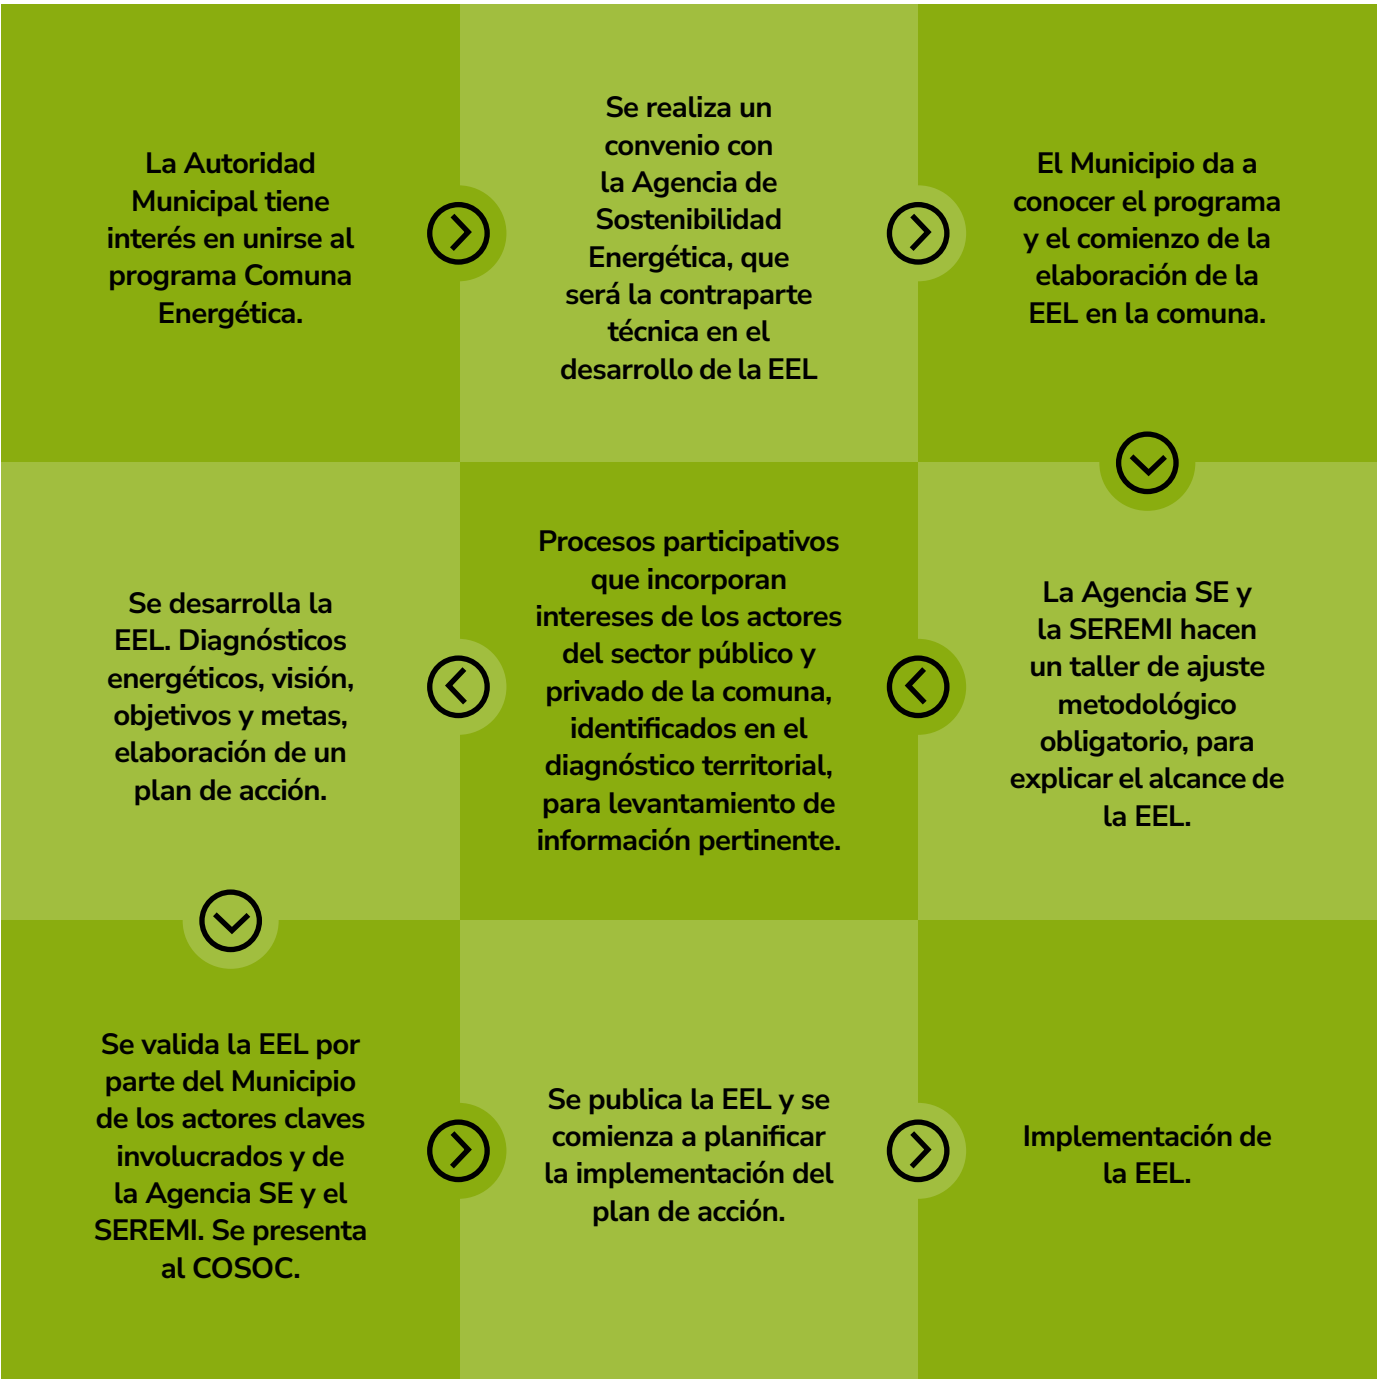 La Autoridad
Municipal tiene
interés en unirse al
programa Comuna
Energética.
Se realiza un
convenio con
la Agencia de
Sostenibilidad
Energética, que
será la contraparte
técnica en el
desarrollo de la EEL
El Municipio da a
conocer el programa
y el comienzo de la
elaboración de la
EEL en la comuna.
La Agencia SE y
la SEREMI hacen
un taller de ajuste
metodológico
obligatorio, para
explicar el alcance de
la EEL.
Procesos participativos
que incorporan
intereses de los actores
del sector público y
privado de la comuna,
identificados en el
diagnóstico territorial,
para levantamiento de
información pertinente.
Se desarrolla la
EEL. Diagnósticos
energéticos, visión,
objetivos y metas,
elaboración de un
plan de acción.
Se valida la EEL por
parte del Municipio
de los actores claves
involucrados y de
la Agencia SE y el
SEREMI. Se presenta
al COSOC.
Se publica la EEL y se
comienza a planificar
la implementación del
plan de acción.
Implementación de
la EEL.